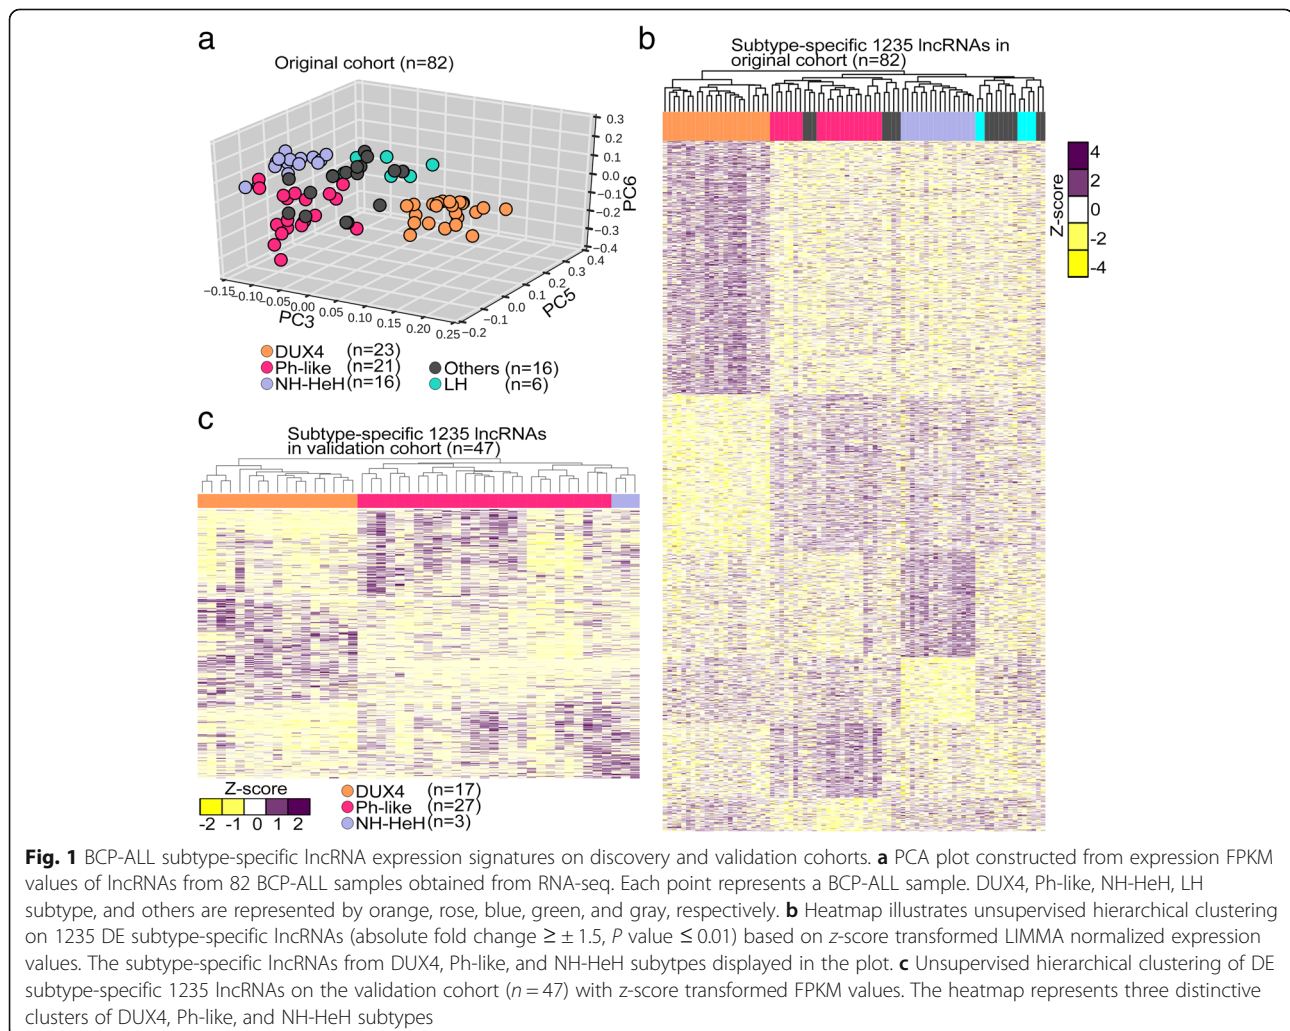 a
Original cohort (n=82)
0.3
0.2
0.1
0.0
-0.1
-0.2
-0.3
-0.4
PC6
0.4
0.3
0.2
0.1
0.0
-0.1
-0.2
PC5
-0.15
-0.10
-0.05
0.00
0.05
0.10
0.15
0.20
0.25
PC3
DUX4 (n=23)
Ph-like (n=21)
NH-HeH (n=16)
Others (n=16)
LH (n=6)
b
Subtype-specific 1235 lncRNAs in
original cohort (n=82)
4
2
0
-2
-4
Z-score
c
Subtype-specific 1235 lncRNAs
in validation cohort (n=47)
Z-score
-2 -1 0 1 2
DUX4 (n=17)
Ph-like (n=27)
NH-HeH (n=3)
Fig. 1 BCP-ALL subtype-specific lncRNA expression signatures on discovery and validation cohorts. a PCA plot constructed from expression FPKM
values of lncRNAs from 82 BCP-ALL samples obtained from RNA-seq. Each point represents a BCP-ALL sample. DUX4, Ph-like, NH-HeH, LH
subtype, and others are represented by orange, rose, blue, green, and gray, respectively. b Heatmap illustrates unsupervised hierarchical clustering
on 1235 DE subtype-specific lncRNAs (absolute fold change ≥ ± 1.5, P value ≤ 0.01) based on z-score transformed LIMMA normalized expression
values. The subtype-specific lncRNAs from DUX4, Ph-like, and NH-HeH subytpes displayed in the plot. c Unsupervised hierarchical clustering of DE
subtype-specific 1235 lncRNAs on the validation cohort (n = 47) with z-score transformed FPKM values. The heatmap represents three distinctive
clusters of DUX4, Ph-like, and NH-HeH subtypes